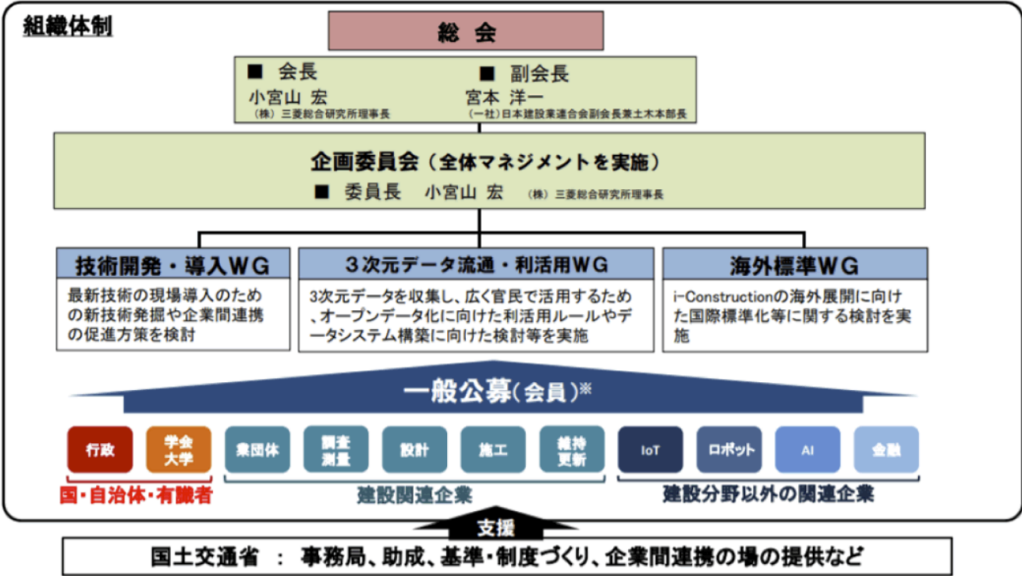 組織体制
総 会
■ 会長
小宮山 宏
（株）三菱総合研究所理事長
■ 副会長
宮本 洋一
（一社）日本建設業連合会副会長兼土木本部長
企画委員会（全体マネジメントを実施）
■ 委員長 小宮山 宏 （株）三菱総合研究所理事長
技術開発・導入ＷＧ
最新技術の現場導入のため
の新技術発掘や企業間連携
の促進方策を検討
３次元データ流通・利活用ＷＧ
3次元データを収集し、広く官民で活用するため
、オープンデータ化に向けた利活用ルールやデ
ータシステム構築に向けた検討等を実施
海外標準ＷＧ
i-Constructionの海外展開に向け
た国際標準化等に関する検討を実
施
一般公募（会員）※
行政
学会
大学
業団体
調査
測量
設計
施工
維持
更新
IoT
ロボット
AI
金融
国・自治体・有識者
建設関連企業
建設分野以外の関連企業
支援
国土交通省 ： 事務局、助成、基準・制度づくり、企業間連携の場の提供など